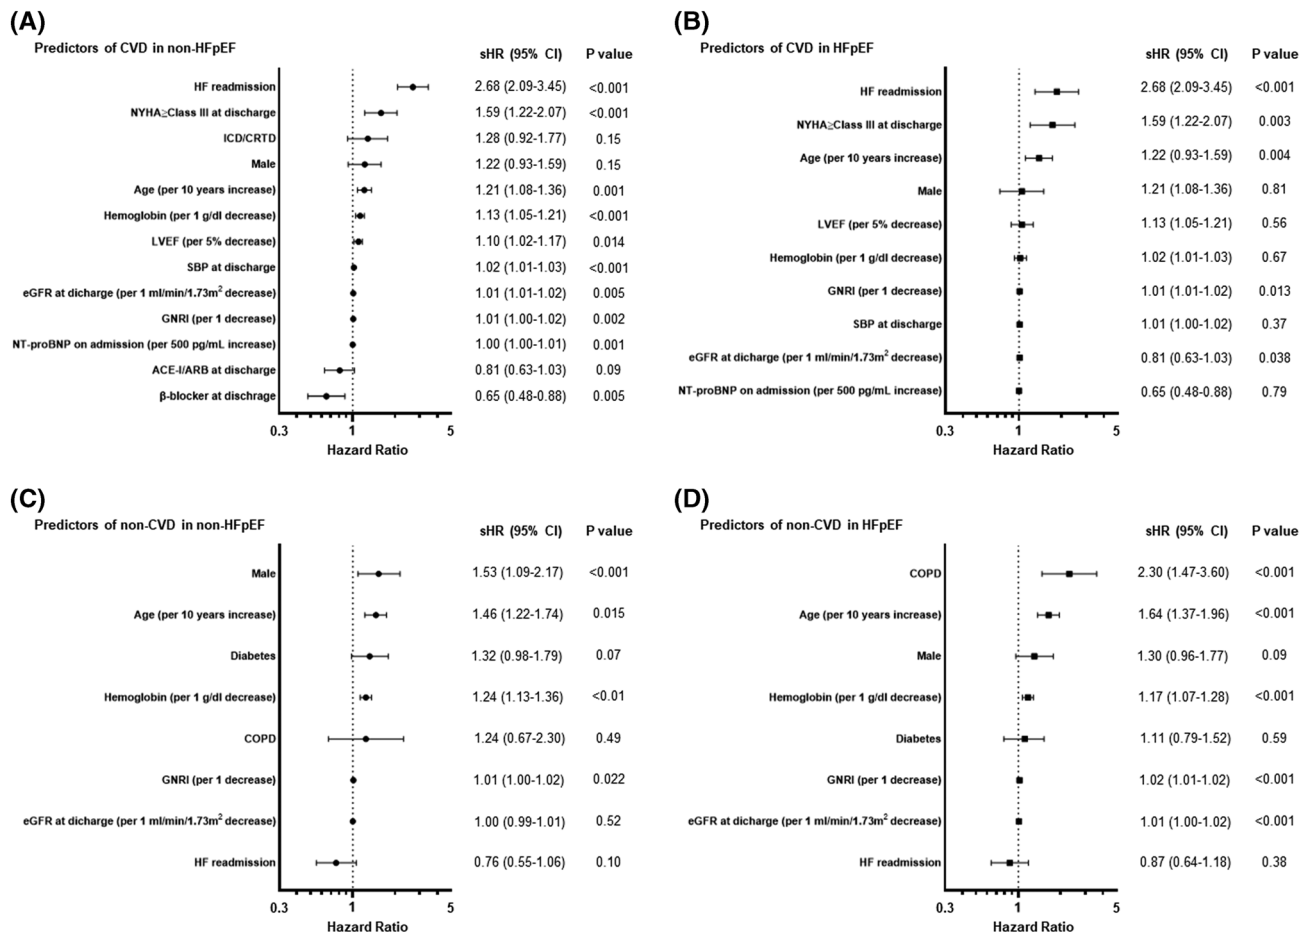 (A)
Predictors of CVD in non-HFpEF
sHR (95% CI) P value
HF readmission 2.68 (2.09-3.45) <0.001
NYHA≧Class III at discharge 1.59 (1.22-2.07) <0.001
ICD/CRTD 1.28 (0.92-1.77) 0.15
Male 1.22 (0.93-1.59) 0.15
Age (per 10 years increase) 1.21 (1.08-1.36) 0.001
Hemoglobin (per 1 g/dl decrease) 1.13 (1.05-1.21) <0.001
LVEF (per 5% decrease) 1.10 (1.02-1.17) 0.014
SBP at discharge 1.02 (1.01-1.03) <0.001
eGFR at dicharge (per 1 ml/min/1.73m² decrease) 1.01 (1.01-1.02) 0.005
GNRI (per 1 decrease) 1.01 (1.00-1.02) 0.002
NT-proBNP on admission (per 500 pg/mL increase) 1.00 (1.00-1.01) 0.001
ACE-I/ARB at discharge 0.81 (0.63-1.03) 0.09
β-blocker at dischrage 0.65 (0.48-0.88) 0.005
0.3 1 5
Hazard Ratio
(B)
Predictors of CVD in HFpEF
sHR (95% CI) P value
HF readmission 2.68 (2.09-3.45) <0.001
NYHA≧Class III at discharge 1.59 (1.22-2.07) 0.003
Age (per 10 years increase) 1.22 (0.93-1.59) 0.004
Male 1.21 (1.08-1.36) 0.81
LVEF (per 5% decrease) 1.13 (1.05-1.21) 0.56
Hemoglobin (per 1 g/dl decrease) 1.02 (1.01-1.03) 0.67
GNRI (per 1 decrease) 1.01 (1.01-1.02) 0.013
SBP at discharge 1.01 (1.00-1.02) 0.37
eGFR at dicharge (per 1 ml/min/1.73m² decrease) 0.81 (0.63-1.03) 0.038
NT-proBNP on admission (per 500 pg/mL increase) 0.65 (0.48-0.88) 0.79
0.3 1 5
Hazard Ratio
(C)
Predictors of non-CVD in non-HFpEF
sHR (95% CI) P value
Male 1.53 (1.09-2.17) <0.001
Age (per 10 years increase) 1.46 (1.22-1.74) 0.015
Diabetes 1.32 (0.98-1.79) 0.07
Hemoglobin (per 1 g/dl decrease) 1.24 (1.13-1.36) <0.01
COPD 1.24 (0.67-2.30) 0.49
GNRI (per 1 decrease) 1.01 (1.00-1.02) 0.022
eGFR at dicharge (per 1 ml/min/1.73m² decrease) 1.00 (0.99-1.01) 0.52
HF readmission 0.76 (0.55-1.06) 0.10
0.3 1 5
Hazard Ratio
(D)
Predictors of non-CVD in HFpEF
sHR (95% CI) P value
COPD 2.30 (1.47-3.60) <0.001
Age (per 10 years increase) 1.64 (1.37-1.96) <0.001
Male 1.30 (0.96-1.77) 0.09
Hemoglobin (per 1 g/dl decrease) 1.17 (1.07-1.28) <0.001
Diabetes 1.11 (0.79-1.52) 0.59
GNRI (per 1 decrease) 1.02 (1.01-1.02) <0.001
eGFR at dicharge (per 1 ml/min/1.73m² decrease) 1.01 (1.00-1.02) <0.001
HF readmission 0.87 (0.64-1.18) 0.38
0.3 1 5
Hazard Ratio